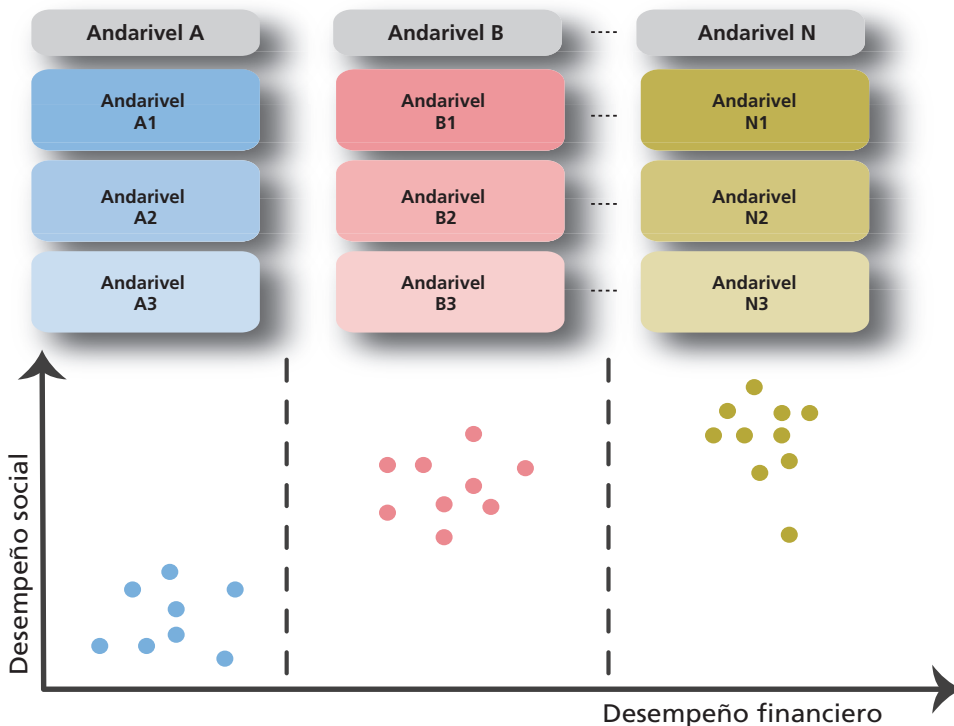 Andarivel A
Andarivel B
Andarivel N
Andarivel
A1
Andarivel
B1
Andarivel
N1
Andarivel
A2
Andarivel
B2
Andarivel
N2
Andarivel
A3
Andarivel
B3
Andarivel
N3
Desempeño social
Desempeño financiero